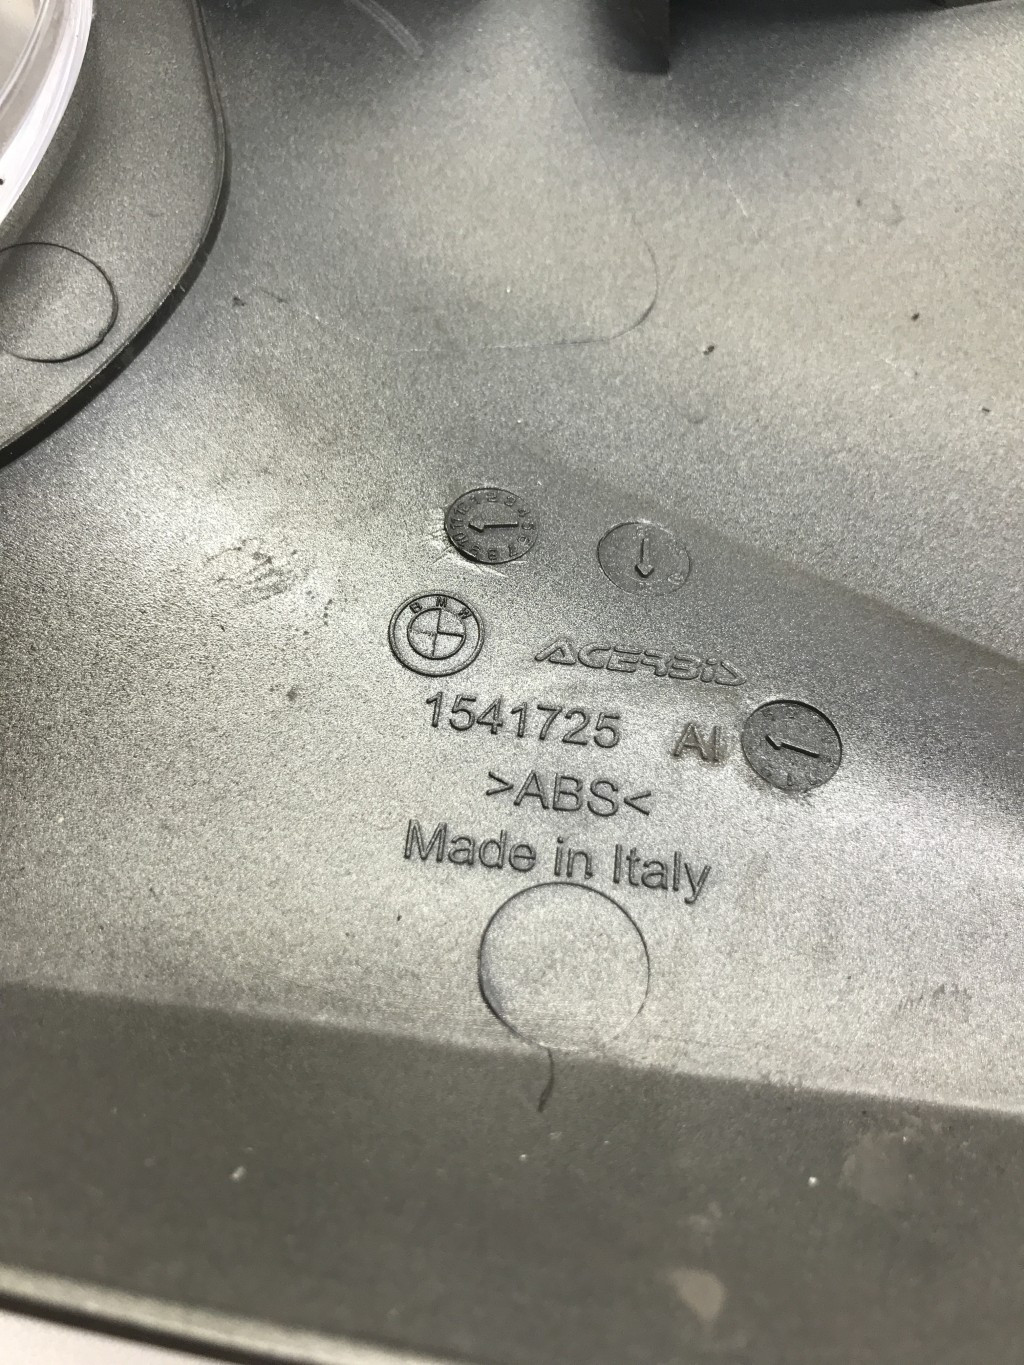 BMW
ACERBIS
1541725 AI
>ABS<
Made in Italy